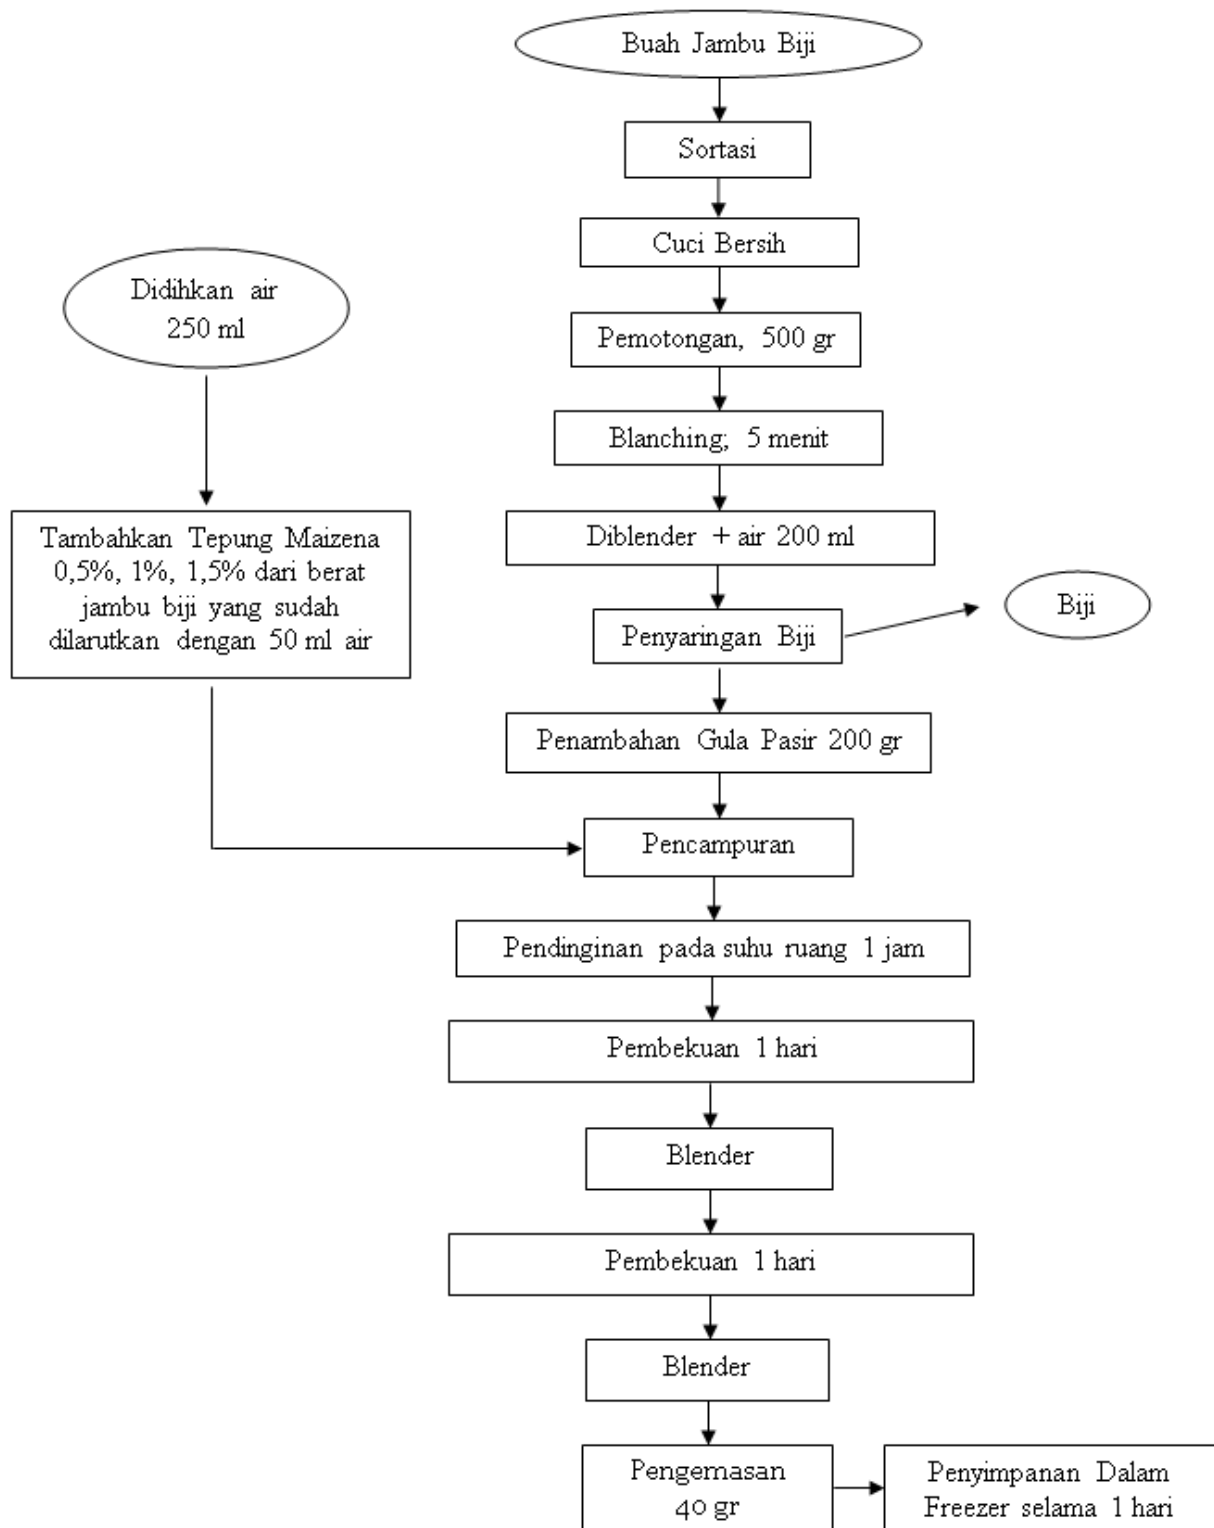 Buah Jambu Biji
Sortasi
Cuci Bersih
Didihkan air
250 ml
Pemotongan, 500 gr
Blanching; 5 menit
Tambahkan Tepung Maizena
0,5%, 1%, 1,5% dari berat
jambu biji yang sudah
dilarutkan dengan 50 ml air
Diblender + air 200 ml
Penyaringan Biji
Biji
Penambahan Gula Pasir 200 gr
Pencampuran
Pendinginan pada suhu ruang 1 jam
Pembekuan 1 hari
Blender
Pembekuan 1 hari
Blender
Pengemasan
40 gr
Penyimpanan Dalam
Freezer selama 1 hari